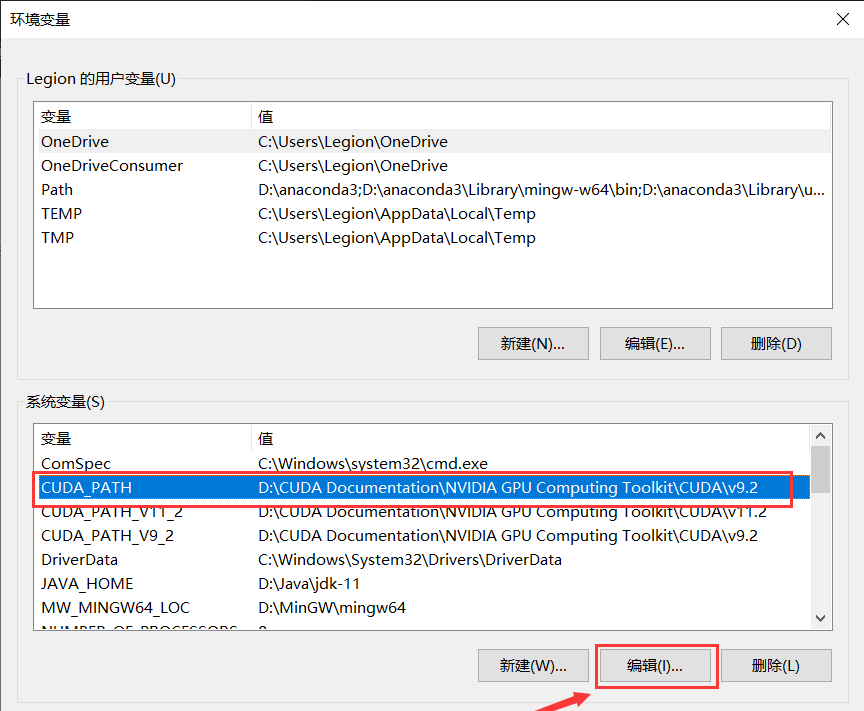 环境变量
Legion 的用户变量(U)
变量 值
OneDrive C:\Users\Legion\OneDrive
OneDriveConsumer C:\Users\Legion\OneDrive
Path D:\anaconda3;D:\anaconda3\Library\mingw-w64\bin;D:\anaconda3\Library\u...
TEMP C:\Users\Legion\AppData\Local\Temp
TMP C:\Users\Legion\AppData\Local\Temp
新建(N)... 编辑(E)... 删除(D)
系统变量(S)
变量 值
ComSpec C:\Windows\system32\cmd.exe
CUDA_PATH D:\CUDA Documentation\NVIDIA GPU Computing Toolkit\CUDA\v9.2
CUDA_PATH_V11_2 D:\CUDA Documentation\NVIDIA GPU Computing Toolkit\CUDA\v11.2
CUDA_PATH_V9_2 D:\CUDA Documentation\NVIDIA GPU Computing Toolkit\CUDA\v9.2
DriverData C:\Windows\System32\Drivers\DriverData
JAVA_HOME D:\Java\jdk-11
MW_MINGW64_LOC D:\MinGW\mingw64
NUMBER_OF_PROCESSORS
新建(W)... 编辑(I)... 删除(L)